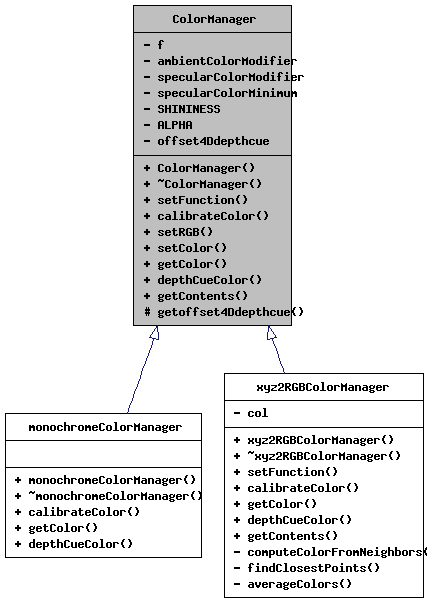 ColorManager
- f
- ambientColorModifier
- specularColorModifier
- specularColorMinimum
- SHININESS
- ALPHA
- offset4Ddepthcue
+ ColorManager()
+ ~ColorManager()
+ setFunction()
+ calibrateColor()
+ setRGB()
+ setColor()
+ getColor()
+ depthCueColor()
+ getContents()
# getoffset4Ddepthcue()
monochromeColorManager
+ monochromeColorManager()
+ ~monochromeColorManager()
+ calibrateColor()
+ getColor()
+ depthCueColor()
xyz2RGBColorManager
- col
+ xyz2RGBColorManager()
+ ~xyz2RGBColorManager()
+ setFunction()
+ calibrateColor()
+ getColor()
+ depthCueColor()
+ getContents()
- computeColorFromNeighbors(
- findClosestPoints()
- averageColors()